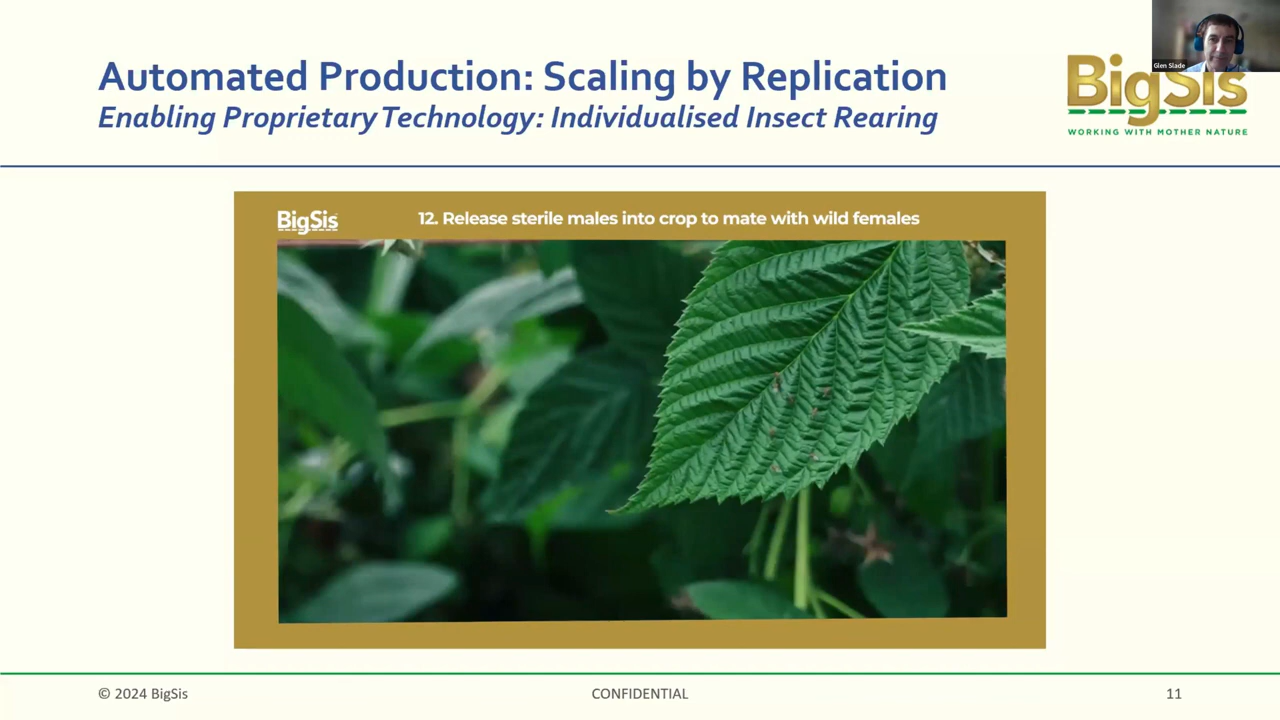 Automated Production: Scaling by Replication
Enabling Proprietary Technology: Individualised Insect Rearing
Glen Slade
BigSis
WORKING WITH MOTHER NATURE
BigSis
12. Release sterile males into crop to mate with wild females
© 2024 BigSis
CONFIDENTIAL
11